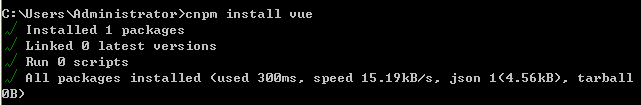 C:\Users\Administrator>cnpm install vue
√ Installed 1 packages
√ Linked 0 latest versions
√ Run 0 scripts
√ All packages installed (used 300ms, speed 15.19kB/s, json 1(4.56kB), tarball
0B)